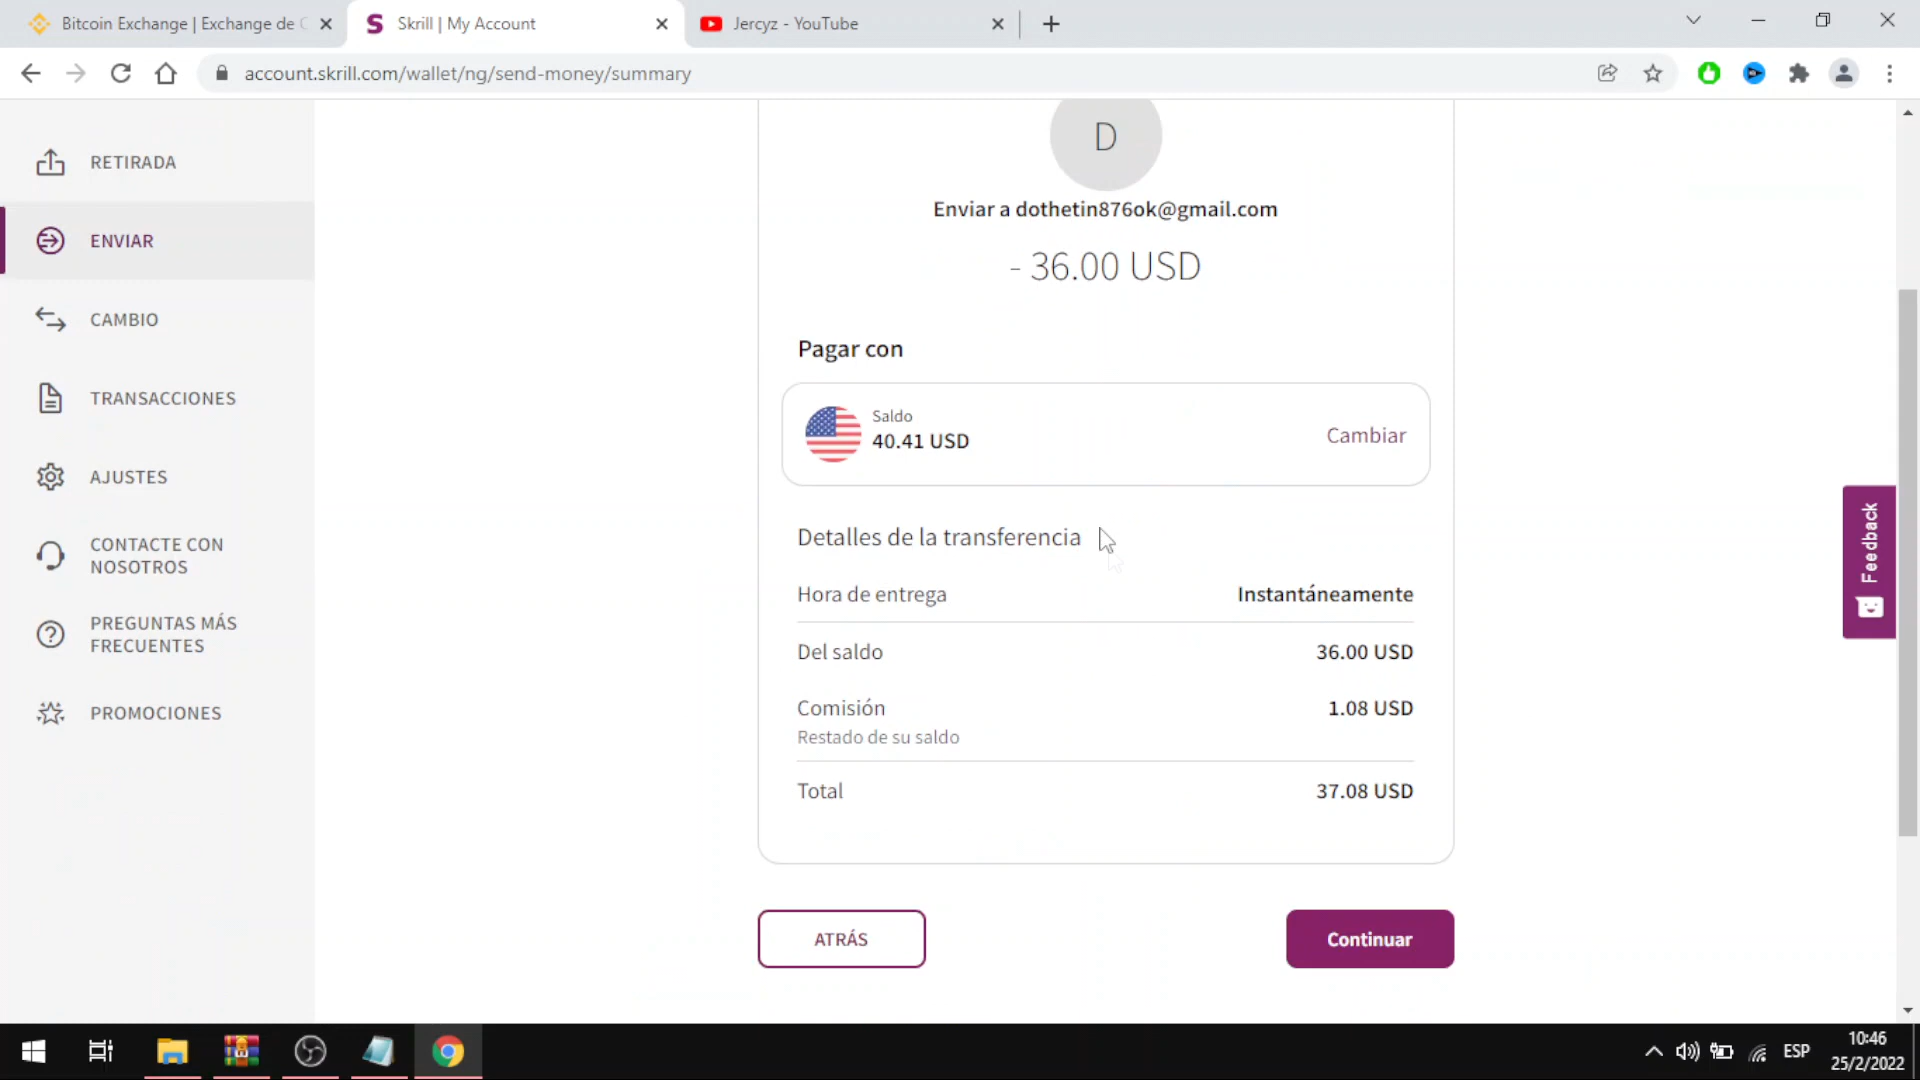 Bitcoin Exchange | Exchange de C
Skrill | My Account
Jercyz - YouTube
account.skrill.com/wallet/ng/send-money/summary
RETIRADA
ENVIAR
CAMBIO
TRANSACCIONES
AJUSTES
CONTACTE CON
NOSOTROS
PREGUNTAS MÁS
FRECUENTES
PROMOCIONES
D
Enviar a dothetin876ok@gmail.com
- 36.00 USD
Pagar con
Saldo
40.41 USD
Cambiar
Detalles de la transferencia
Hora de entrega Instantáneamente
Del saldo 36.00 USD
Comisión 1.08 USD
Restado de su saldo
Total 37.08 USD
ATRÁS
Continuar
Feedback
ESP
10:46
25/2/2022